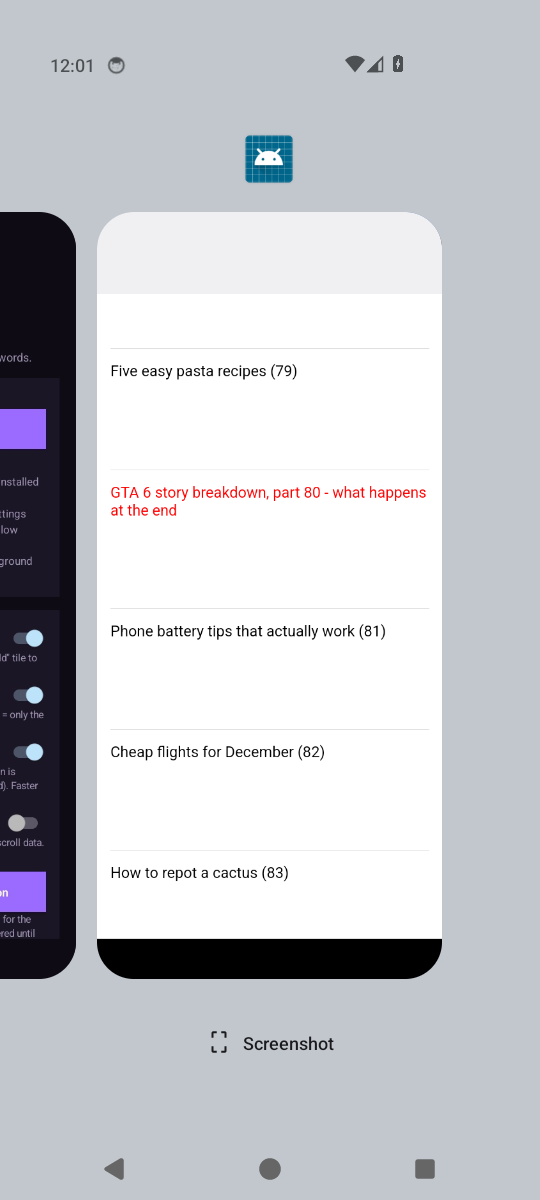 12:01
words.
nstalled
ttings
low
ground
ld" tile to
= only the
n is
d). Faster
scroll data.
on
for the
red until
Five easy pasta recipes (79)
GTA 6 story breakdown, part 80 - what happens
at the end
Phone battery tips that actually work (81)
Cheap flights for December (82)
How to repot a cactus (83)
Screenshot